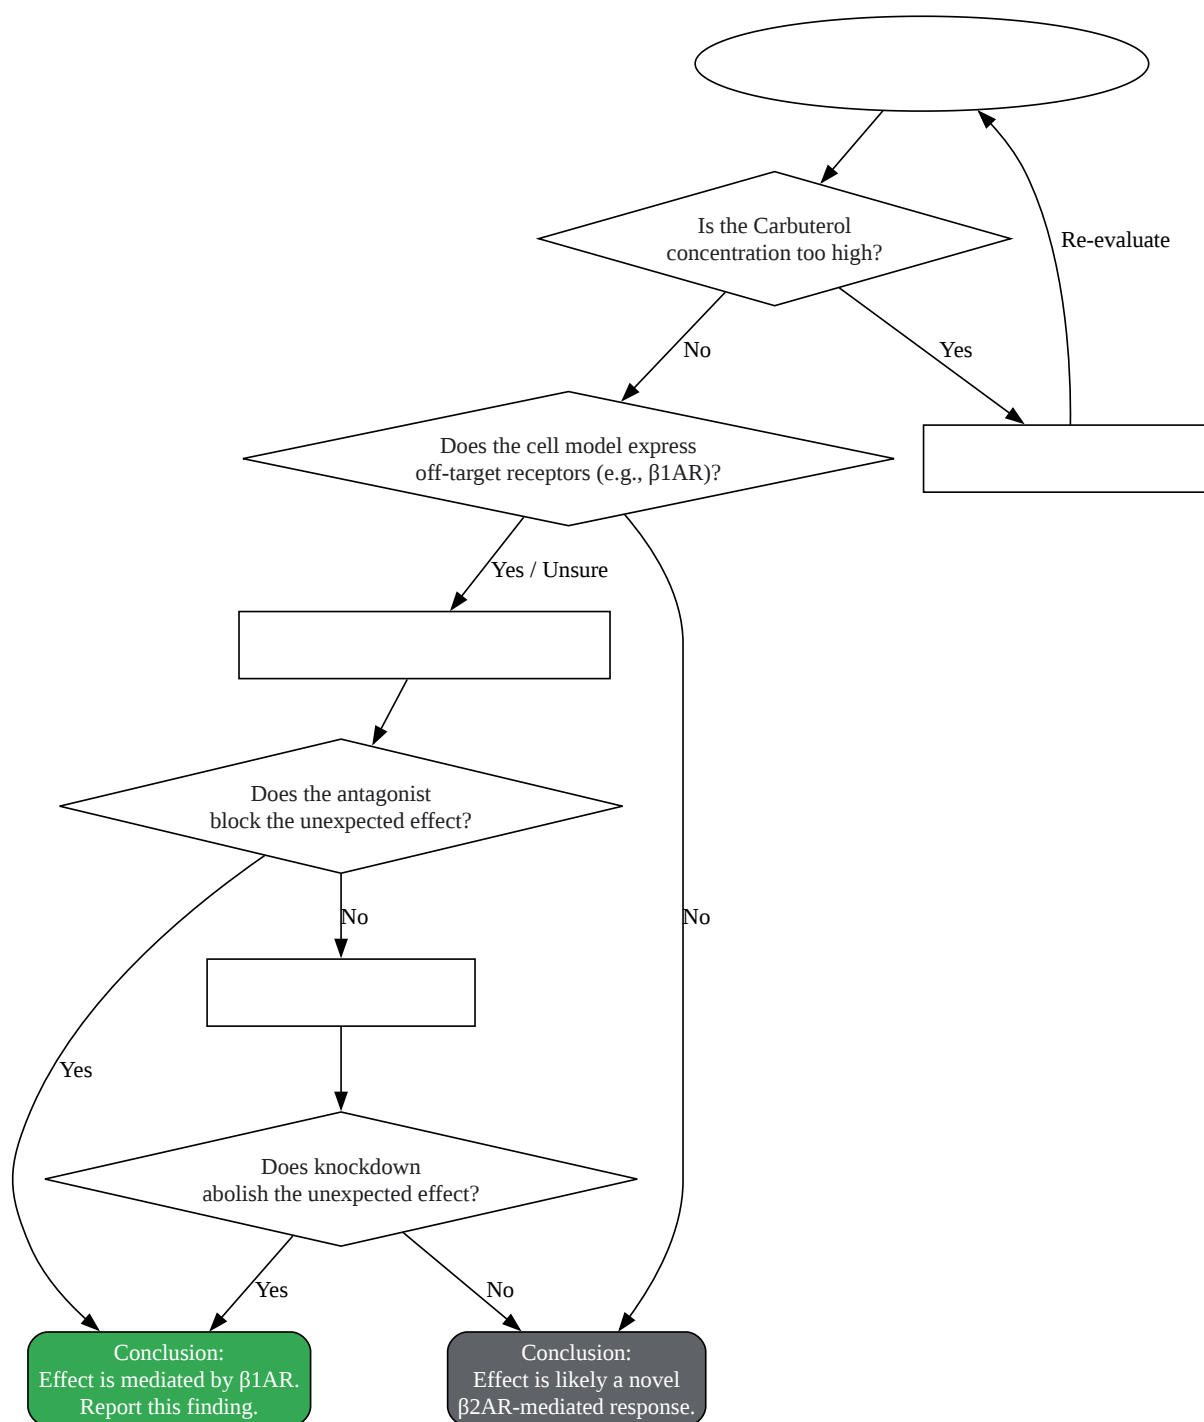 Is the Carbuterol
concentration too high?
Re-evaluate
No
Yes
Does the cell model express
off-target receptors (e.g., β1AR)?
Yes / Unsure
Does the antagonist
block the unexpected effect?
No
No
Yes
Does knockdown
abolish the unexpected effect?
Yes
No
Conclusion:
Effect is mediated by β1AR.
Report this finding.
Conclusion:
Effect is likely a novel
β2AR-mediated response.